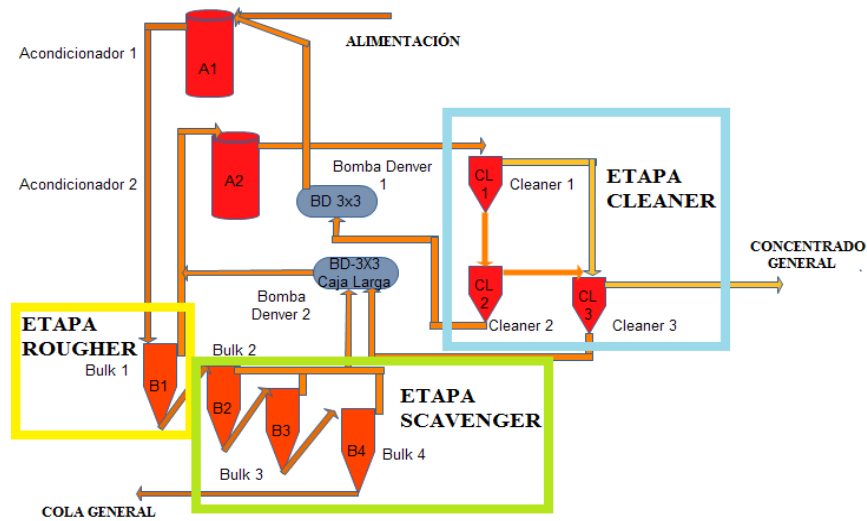 Acondicionador 1
A1
ALIMENTACIÓN
Acondicionador 2
A2
Bomba Denver
1
BD 3x3
CL
1
Cleaner 1
ETAPA
CLEANER
BD-3X3
Caja Larga
Bomba
Denver 2
CL
2
Cleaner 2
CL
3
Cleaner 3
CONCENTRADO
GENERAL
ETAPA
ROUGHER
Bulk 1
B1
Bulk 2
B2
B3
Bulk 3
B4
Bulk 4
ETAPA
SCAVENGER
COLA GENERAL